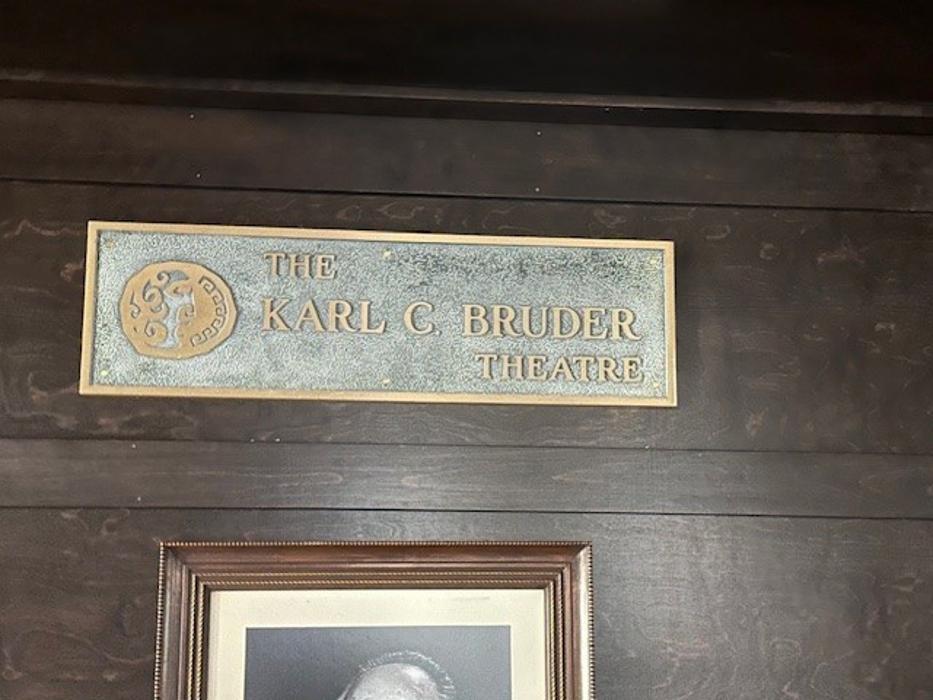 THE
KARL C. BRUDER
THEATRE